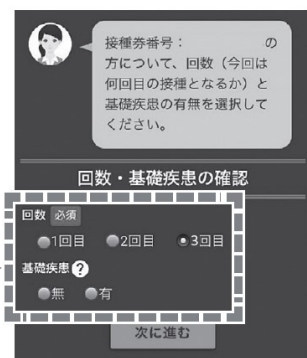 接種券番号： の
方について、回数（今回は
何回目の接種となるか）と
基礎疾患の有無を選択して
ください。
回数・基礎疾患の確認
回数 必須
1回目 2回目 3回目
基礎疾患 ?
無 有
次に進む